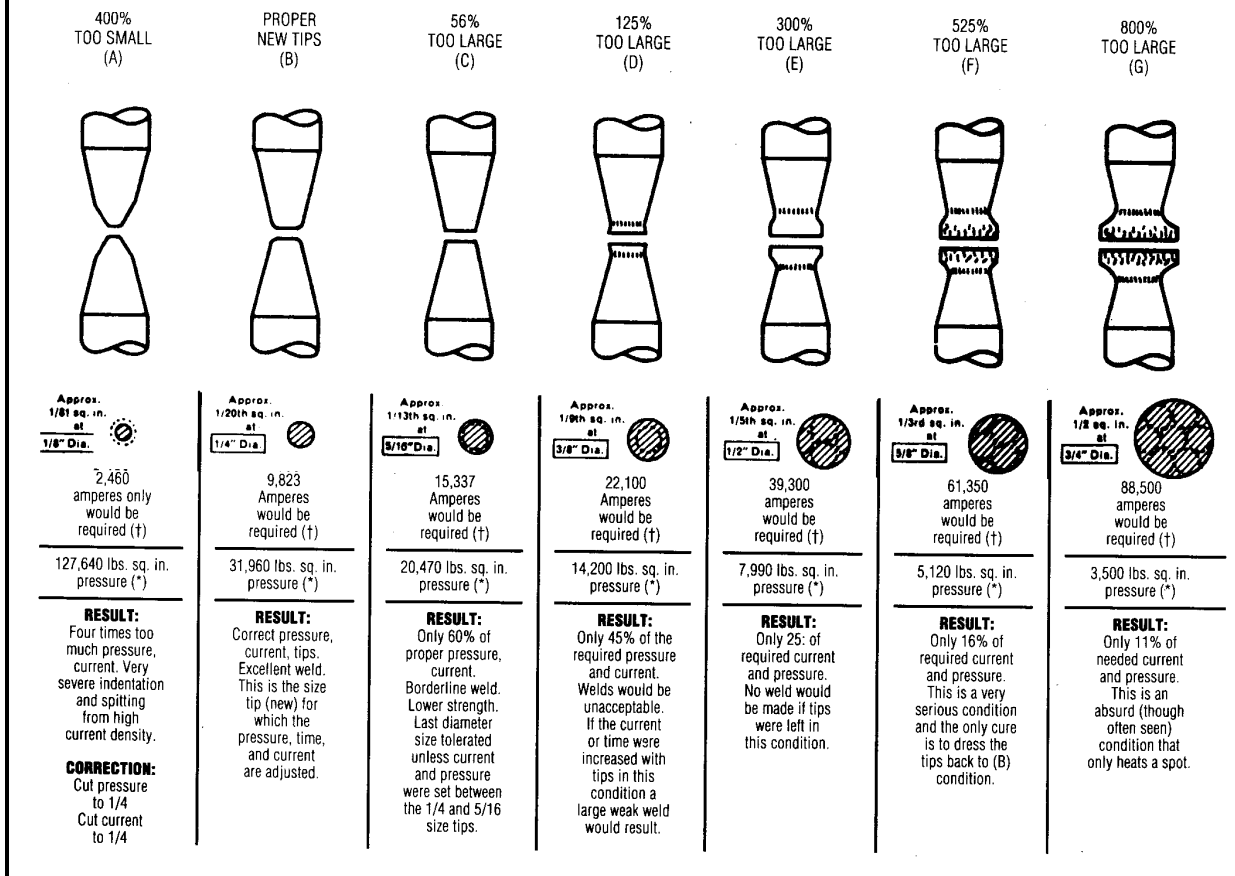 400%
TOO SMALL
(A)
Approx.
1/81 sq. in.
at
1/8" Dia.
2,460
amperes only
would be
required (†)
127,640 lbs. sq. in.
pressure (*)
RESULT:
Four times too
much pressure,
current. Very
severe indentation
and spitting
from high
current density.
CORRECTION:
Cut pressure
to 1/4
Cut current
to 1/4
PROPER
NEW TIPS
(B)
Approx.
1/20th sq. in.
at
1/4" Dia.
9,823
Amperes
would be
required (†)
31,960 lbs. sq. in.
pressure (*)
RESULT:
Correct pressure,
current, tips.
Excellent weld.
This is the size
tip (new) for
which the
pressure, time,
and current
are adjusted.
56%
TOO LARGE
(C)
Approx.
1/13th sq. in.
at
5/16" Dia.
15,337
Amperes
would be
required (†)
20,470 lbs. sq. in.
pressure (*)
RESULT:
Only 60% of
proper pressure,
current.
Borderline weld.
Lower strength.
Last diameter
size tolerated
unless current
and pressure
were set between
the 1/4 and 5/16
size tips.
125%
TOO LARGE
(D)
Approx.
1/9th sq. in.
at
3/8" Dia.
22,100
Amperes
would be
required (†)
14,200 lbs. sq. in.
pressure (*)
RESULT:
Only 45% of the
required pressure
and current.
Welds would be
unacceptable.
If the current
or time were
increased with
tips in this
condition a
large weak weld
would result.
300%
TOO LARGE
(E)
Approx.
1/5th sq. in.
at
1/2" Dia.
39,300
amperes
would be
required (†)
7,990 lbs. sq. in.
pressure (*)
RESULT:
Only 25: of
required current
and pressure.
No weld would
be made if tips
were left in
this condition.
525%
TOO LARGE
(F)
Approx.
1/3rd sq. in.
at
5/8" Dia.
61,350
amperes
would be
required (†)
5,120 lbs. sq. in.
pressure (*)
RESULT:
Only 16% of
required current
and pressure.
This is a very
serious condition
and the only cure
is to dress the
tips back to (B)
condition.
800%
TOO LARGE
(G)
Approx.
1/2 sq. in.
at
3/4" Dia.
88,500
amperes
would be
required (†)
3,500 lbs. sq. in.
pressure (*)
RESULT:
Only 11% of
needed current
and pressure.
This is an
absurd (though
often seen)
condition that
only heats a spot.